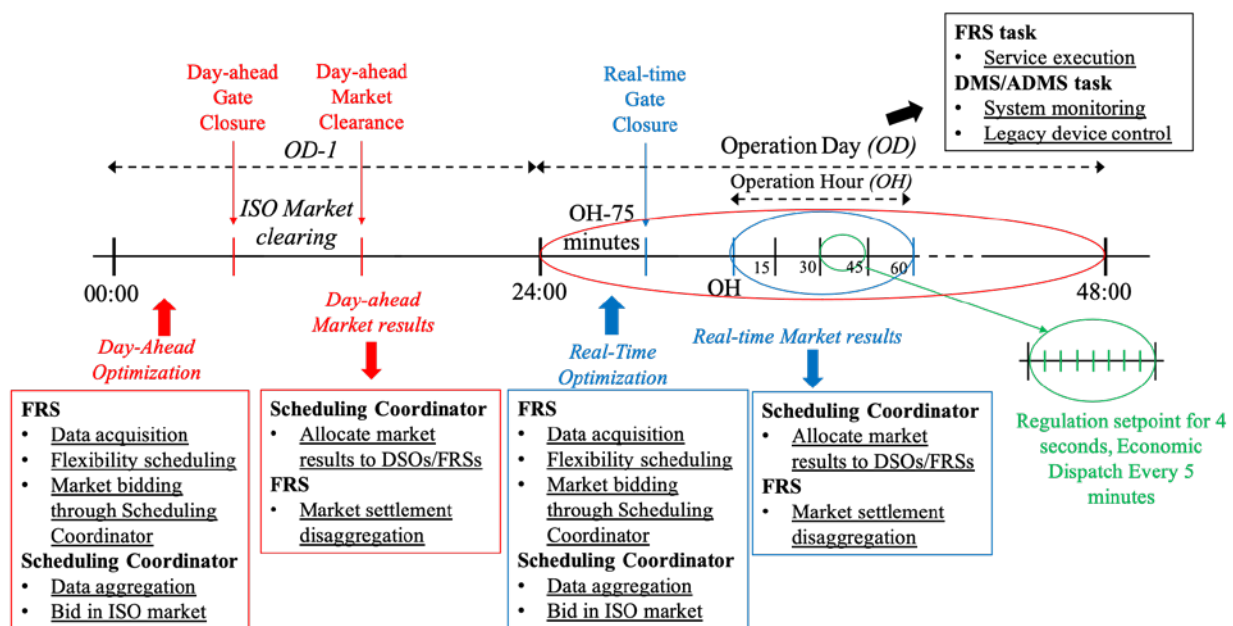 FRS task
• Service execution
DMS/ADMS task
• System monitoring
• Legacy device control
Day-ahead
Gate
Closure
Day-ahead
Market
Clearance
Real-time
Gate
Closure
OD-1
Operation Day (OD)
Operation Hour (OH)
ISO Market
clearing
OH-75
minutes
15
30
45
60
OH
00:00
24:00
48:00
Day-Ahead
Optimization
Day-ahead
Market results
Real-Time
Optimization
Real-time Market results
FRS
• Data acquisition
• Flexibility scheduling
• Market bidding
through Scheduling
Coordinator
Scheduling Coordinator
• Data aggregation
• Bid in ISO market
Scheduling Coordinator
• Allocate market
results to DSOs/FRSs
FRS
• Market settlement
disaggregation
FRS
• Data acquisition
• Flexibility scheduling
• Market bidding
through Scheduling
Coordinator
Scheduling Coordinator
• Data aggregation
• Bid in ISO market
Scheduling Coordinator
• Allocate market
results to DSOs/FRSs
FRS
• Market settlement
disaggregation
Regulation setpoint for 4
seconds, Economic
Dispatch Every 5
minutes